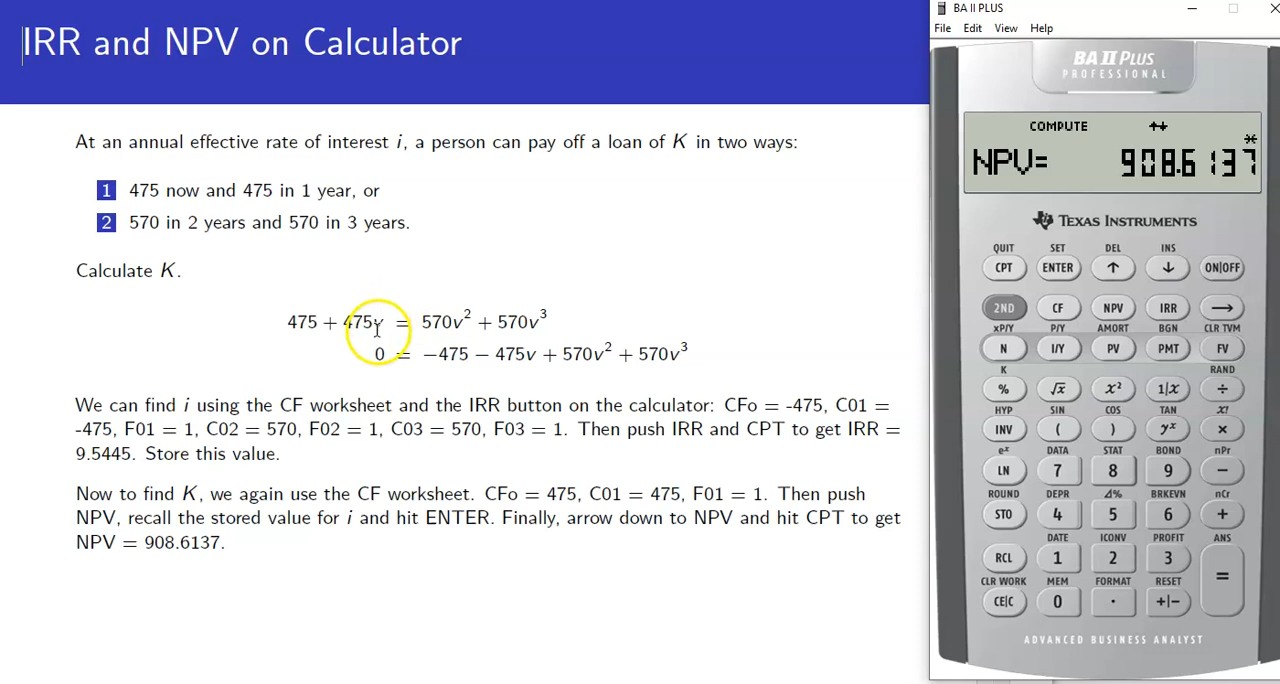 IRR and NPV on Calculator
At an annual effective rate of interest i, a person can pay off a loan of K in two ways:
1 475 now and 475 in 1 year, or
2 570 in 2 years and 570 in 3 years.
Calculate K.
475 + 475v = 570v² + 570v³
0 = −475 − 475v + 570v² + 570v³
We can find i using the CF worksheet and the IRR button on the calculator: CFo = -475, C01 =
-475, F01 = 1, C02 = 570, F02 = 1, C03 = 570, F03 = 1. Then push IRR and CPT to get IRR =
9.5445. Store this value.
Now to find K, we again use the CF worksheet. CFo = 475, C01 = 475, F01 = 1. Then push
NPV, recall the stored value for i and hit ENTER. Finally, arrow down to NPV and hit CPT to get
NPV = 908.6137.
BA II PLUS
File Edit View Help
BA II PLUS
PROFESSIONAL
COMPUTE ↑↓
*
NPV= 908.6137
TEXAS INSTRUMENTS
QUIT SET DEL INS
CPT ENTER ↑ ↓ ON|OFF
2ND CF NPV IRR →
xP/Y P/Y AMORT BGN CLR TVM
N I/Y PV PMT FV
K RAND
% √x x² 1|x ÷
HYP SIN COS TAN x!
INV ( ) yˣ ×
eˣ DATA STAT BOND nPr
LN 7 8 9 −
ROUND DEPR Δ% BRKEVN nCr
STO 4 5 6 +
DATE ICONV PROFIT ANS
RCL 1 2 3 =
CLR WORK MEM FORMAT RESET
CE|C 0 . +|−
ADVANCED BUSINESS ANALYST